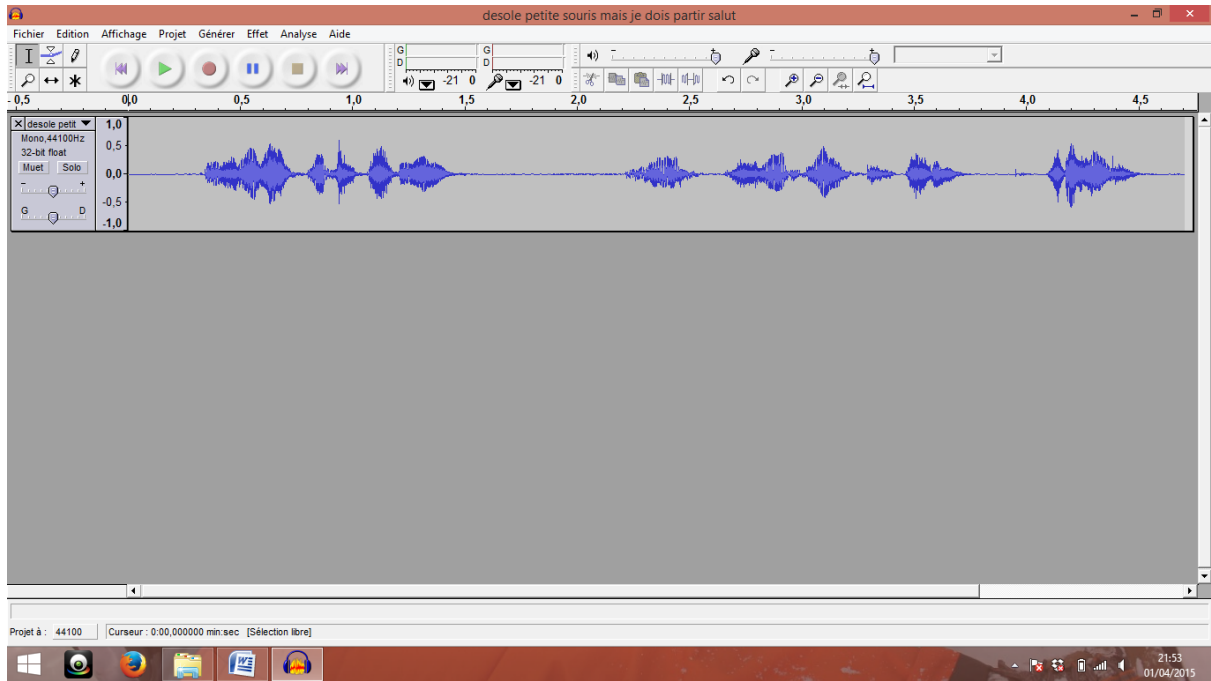 desole petite souris mais je dois partir salut
Fichier Edition Affichage Projet Générer Effet Analyse Aide
G G
D D
-21 0 -21 0
- 0,5 0,0 0,5 1,0 1,5 2,0 2,5 3,0 3,5 4,0 4,5
desole petit
Mono,44100Hz
32-bit float
Muet Solo
- +
G D
1,0
0,5
0,0
-0,5
-1,0
Projet à : 44100 Curseur : 0:00,000000 min:sec [Sélection libre]
21:53
01/04/2015